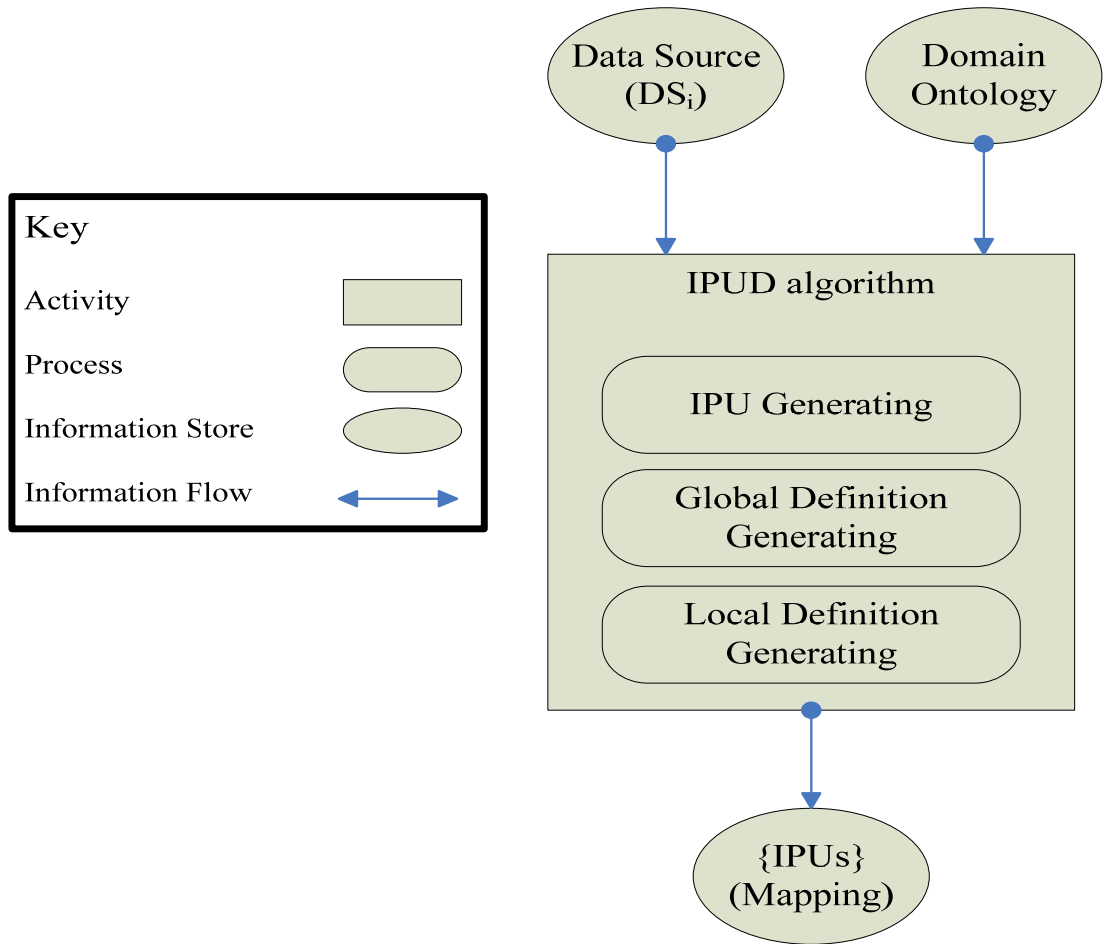 Data Source
(DSᵢ)
Domain
Ontology
Key
Activity
Process
Information Store
Information Flow
IPUD algorithm
IPU Generating
Global Definition
Generating
Local Definition
Generating
{IPUs}
(Mapping)